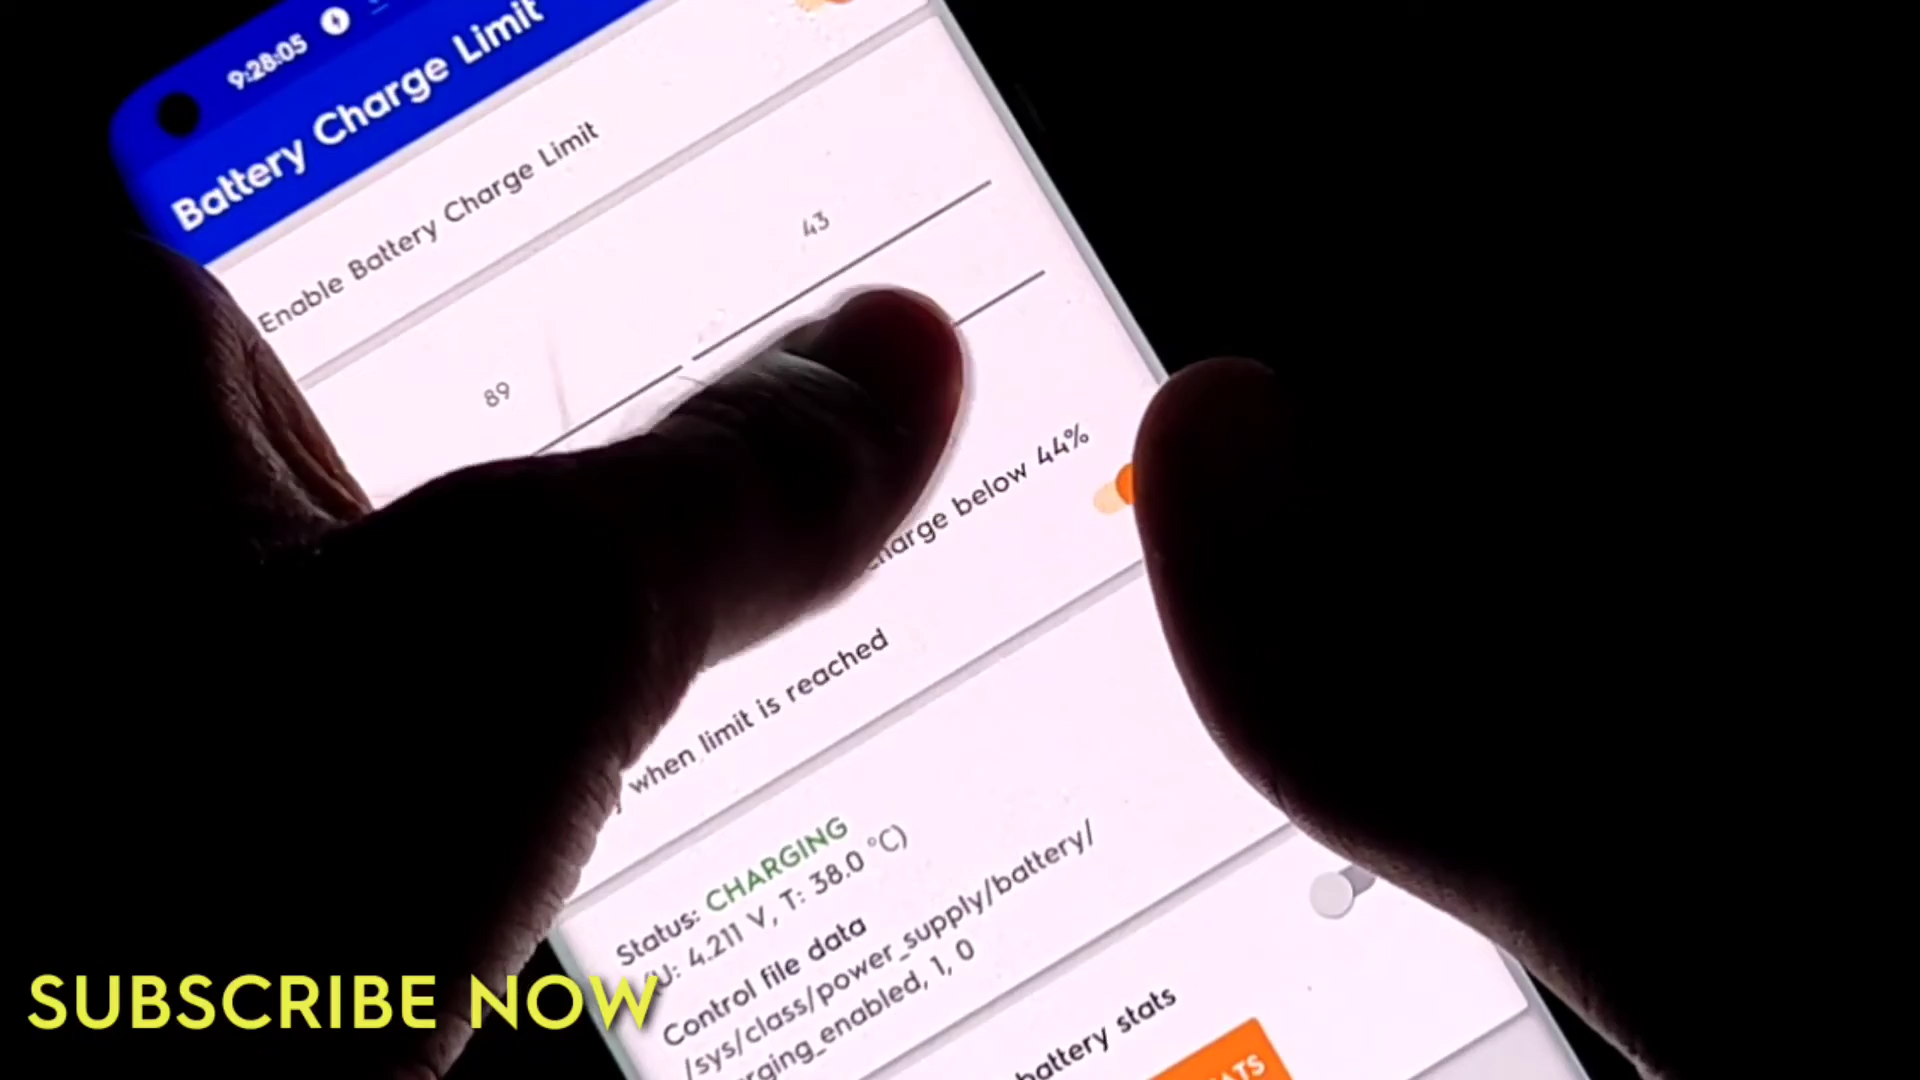 9:28:05
Battery Charge Limit
Enable Battery Charge Limit
43
89
charge below 44%
when limit is reached
Status: CHARGING
U: 4.211 V, T: 38.0 °C)
Control file data
/sys/class/power_supply/battery/
rging_enabled, 1, 0
battery stats
SUBSCRIBE NOW